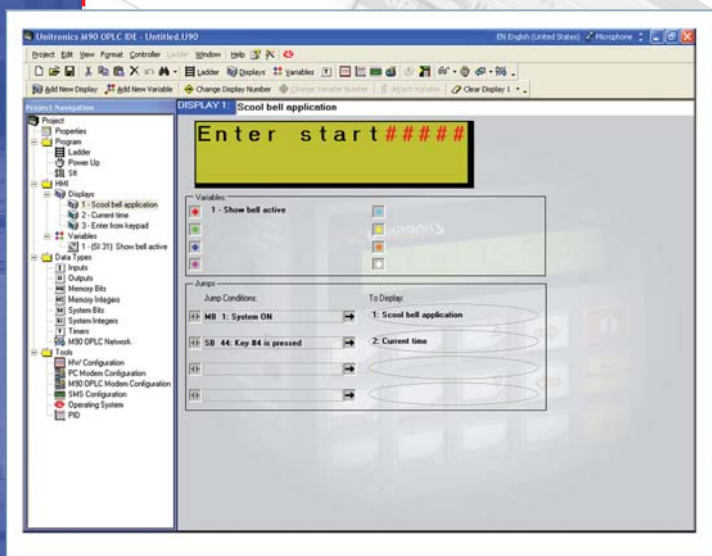 Unitronics M90 OPLC IDE - Untitled.U90
EN English (United States) Microphone
Project Edit View Format Controller Ladder Window Help
Ladder Displays Variables
Add New Display Add New Variable Change Display Number Change Variable Number Attach Variable Clear Display 1
Project Navigation
Project
Properties
Program
Ladder
Power Up
HMI
Displays
1 - Scool bell application
2 - Current time
3 - Enter from keypad
Variables
1 - (SI 31) Show bell active
Data Types
Inputs
Outputs
Memory Bits
Memory Integers
System Bits
System Integers
Timers
M90 OPLC Network
Tools
HW Configuration
PC Modem Configuration
M90 OPLC Modem Configuration
SMS Configuration
Operating System
PID
DISPLAY 1: Scool bell application
Enter start#####
Variables
1 - Show bell active
Jumps
Jump Conditions: To Display:
MB 1: System ON 1: Scool bell application
SB 44: Key #4 is pressed 2: Current time